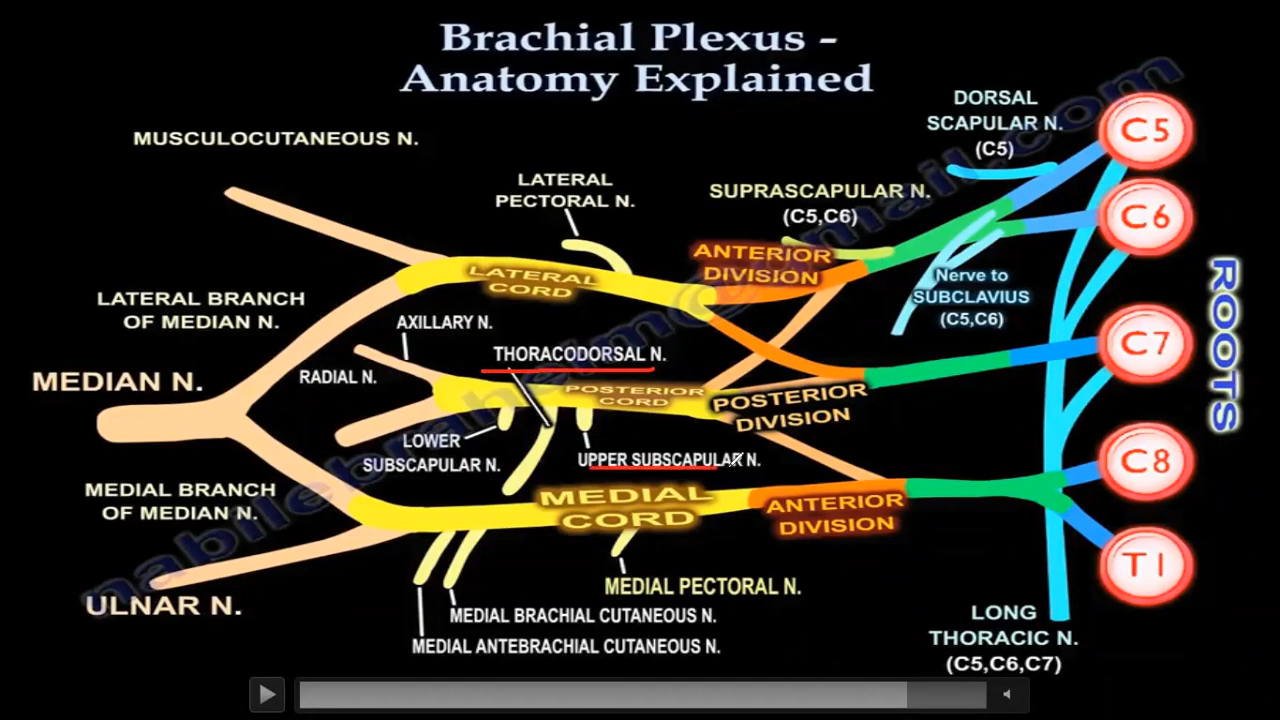 Brachial Plexus -
Anatomy Explained
DORSAL
SCAPULAR N.
(C5)
C5
MUSCULOCUTANEOUS N.
LATERAL
PECTORAL N.
SUPRASCAPULAR N.
(C5,C6)
C6
ANTERIOR
DIVISION
LATERAL
CORD
Nerve to
SUBCLAVIUS
(C5,C6)
LATERAL BRANCH
OF MEDIAN N.
AXILLARY N.
THORACODORSAL N.
C7
ROOTS
RADIAL N.
MEDIAN N.
POSTERIOR
CORD
POSTERIOR
DIVISION
LOWER
SUBSCAPULAR N.
UPPER SUBSCAPULAR N.
C8
MEDIAL BRANCH
OF MEDIAN N.
MEDIAL
CORD
ANTERIOR
DIVISION
T1
MEDIAL PECTORAL N.
ULNAR N.
MEDIAL BRACHIAL CUTANEOUS N.
MEDIAL ANTEBRACHIAL CUTANEOUS N.
LONG
THORACIC N.
(C5,C6,C7)